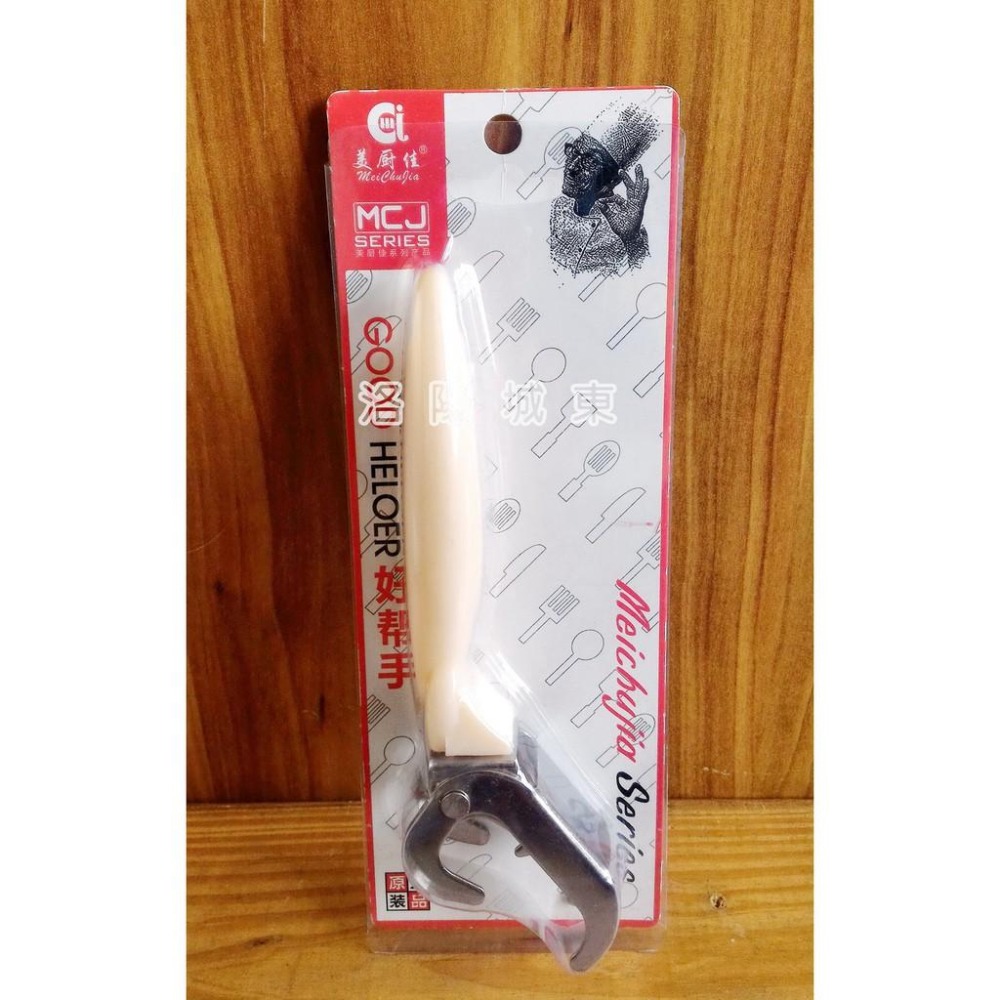 美厨佳®
MeiChuJia
MCJ
SERIES
美厨佳系列产品
GOOD HELOER 好帮手
洛陽城東
Meichujia Series
原
装 品